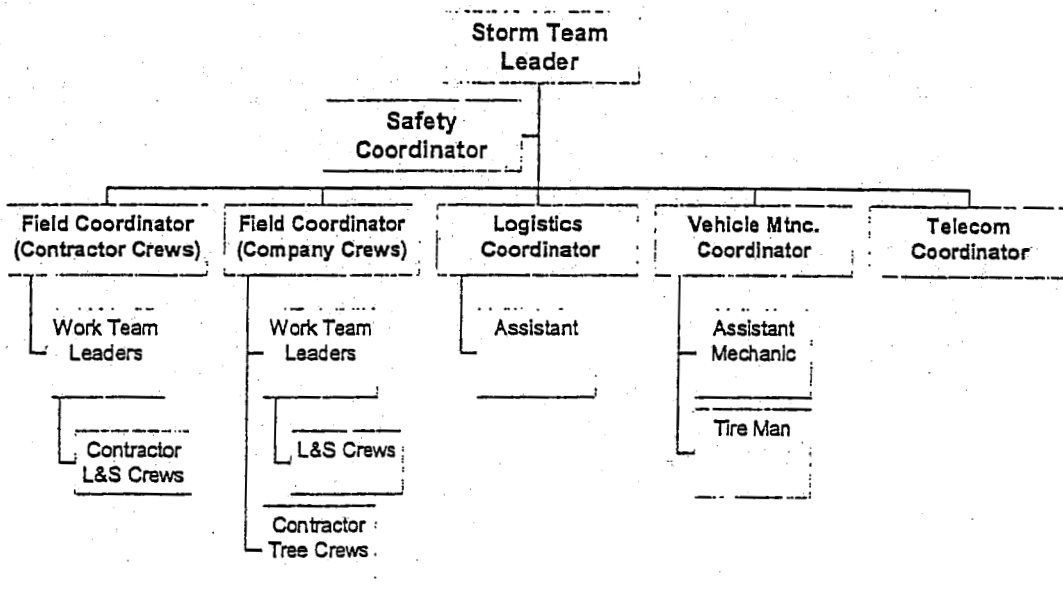 Storm Team
Leader
Safety
Coordinator
Field Coordinator
(Contractor Crews)
Field Coordinator
(Company Crews)
Logistics
Coordinator
Vehicle Mtnc.
Coordinator
Telecom
Coordinator
Work Team
Leaders
Work Team
Leaders
Assistant
Assistant
Mechanic
Contractor
L&S Crews
L&S Crews
Tire Man
Contractor
Tree Crews